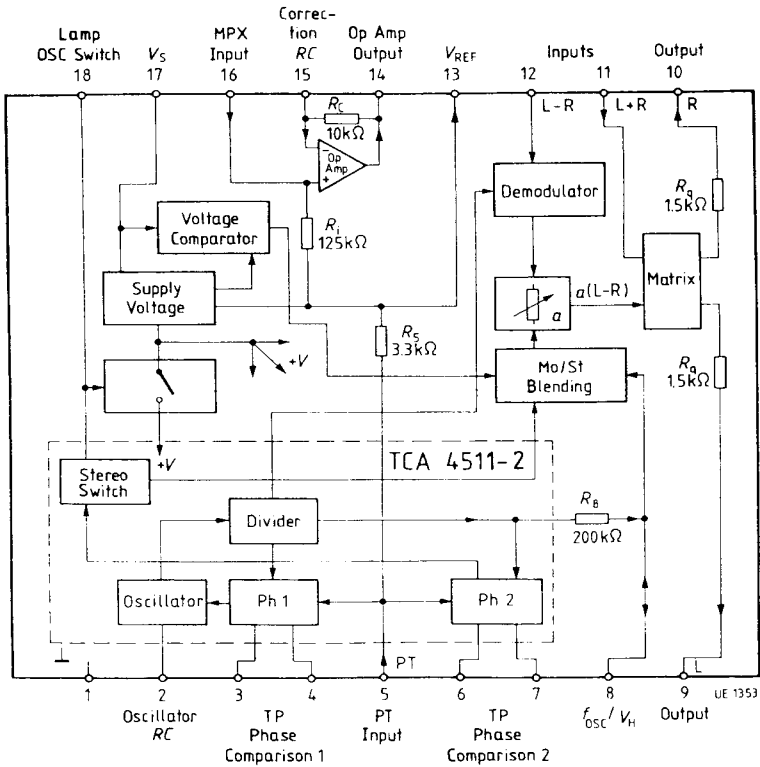 Lamp
OSC Switch
18
V_S
17
MPX
Input
16
Correc-
tion
RC
15
Op Amp
Output
14
V_REF
13
Inputs
12
11
Output
10
L-R
L+R
R
R_C
10kΩ
Op
Amp
-
+
Demodulator
R_q
1.5kΩ
Voltage
Comparator
R_i
125kΩ
Matrix
Supply
Voltage
a
a(L-R)
R_5
3.3kΩ
+V
Mo/St
Blending
R_q
1.5kΩ
+V
TCA 4511-2
Stereo
Switch
Divider
R_8
200kΩ
Oscillator
Ph 1
Ph 2
PT
L
UE 1353
1
2
3
4
5
6
7
8
9
Oscillator
RC
TP
Phase
Comparison 1
PT
Input
TP
Phase
Comparison 2
f_OSC / V_H
Output